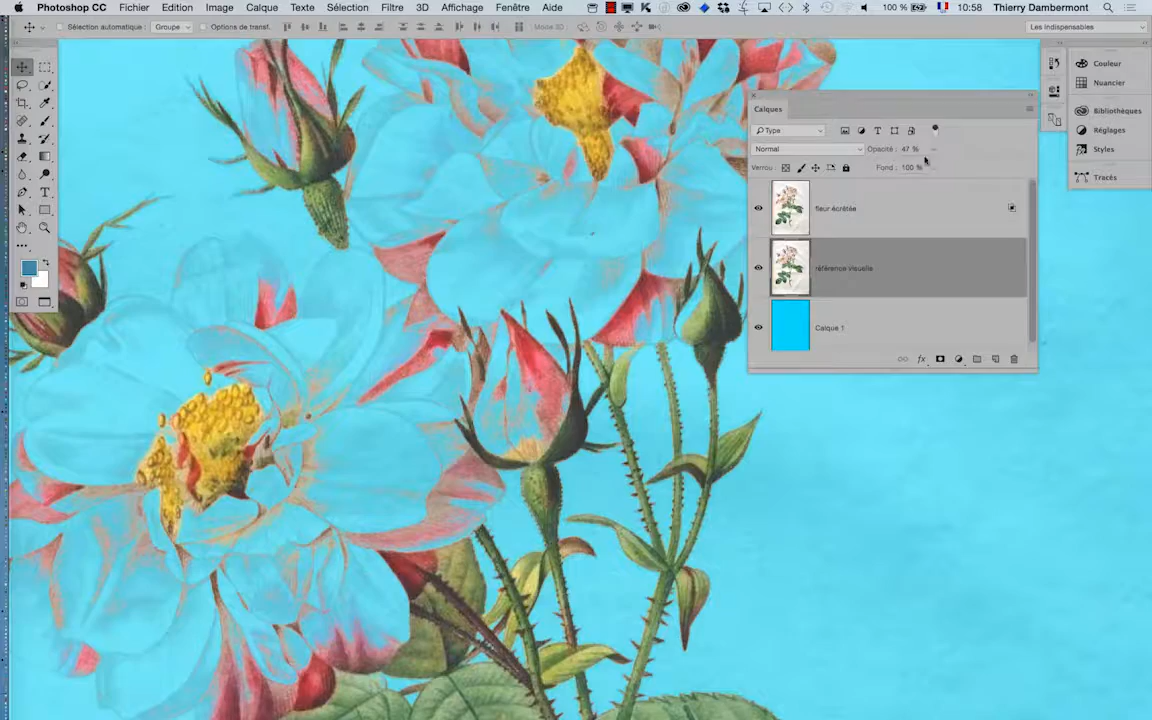 Photoshop CC Fichier Edition Image Calque Texte Sélection Filtre 3D Affichage Fenêtre Aide 100 % 10:58 Thierry Dambermont
Sélection automatique : Groupe Options de transf. Mode 3D : Les Indispensables
Calques
Type
Normal Opacité : 47 %
Verrou : Fond : 100 %
fleur écrêtée
référence visuelle
Calque 1
Couleur
Nuancier
Bibliothèques
Réglages
Styles
Tracés